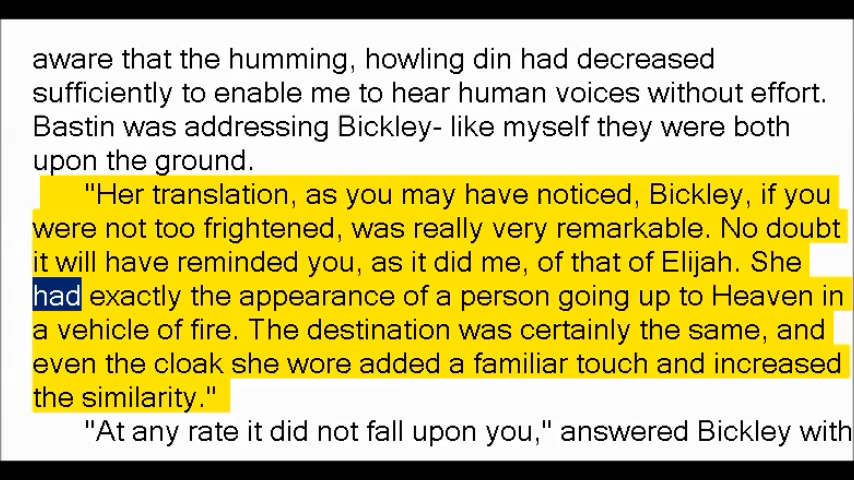 aware that the humming, howling din had decreased
sufficiently to enable me to hear human voices without effort.
Bastin was addressing Bickley- like myself they were both
upon the ground.
"Her translation, as you may have noticed, Bickley, if you
were not too frightened, was really very remarkable. No doubt
it will have reminded you, as it did me, of that of Elijah. She
had exactly the appearance of a person going up to Heaven in
a vehicle of fire. The destination was certainly the same, and
even the cloak she wore added a familiar touch and increased
the similarity."
"At any rate it did not fall upon you," answered Bickley with